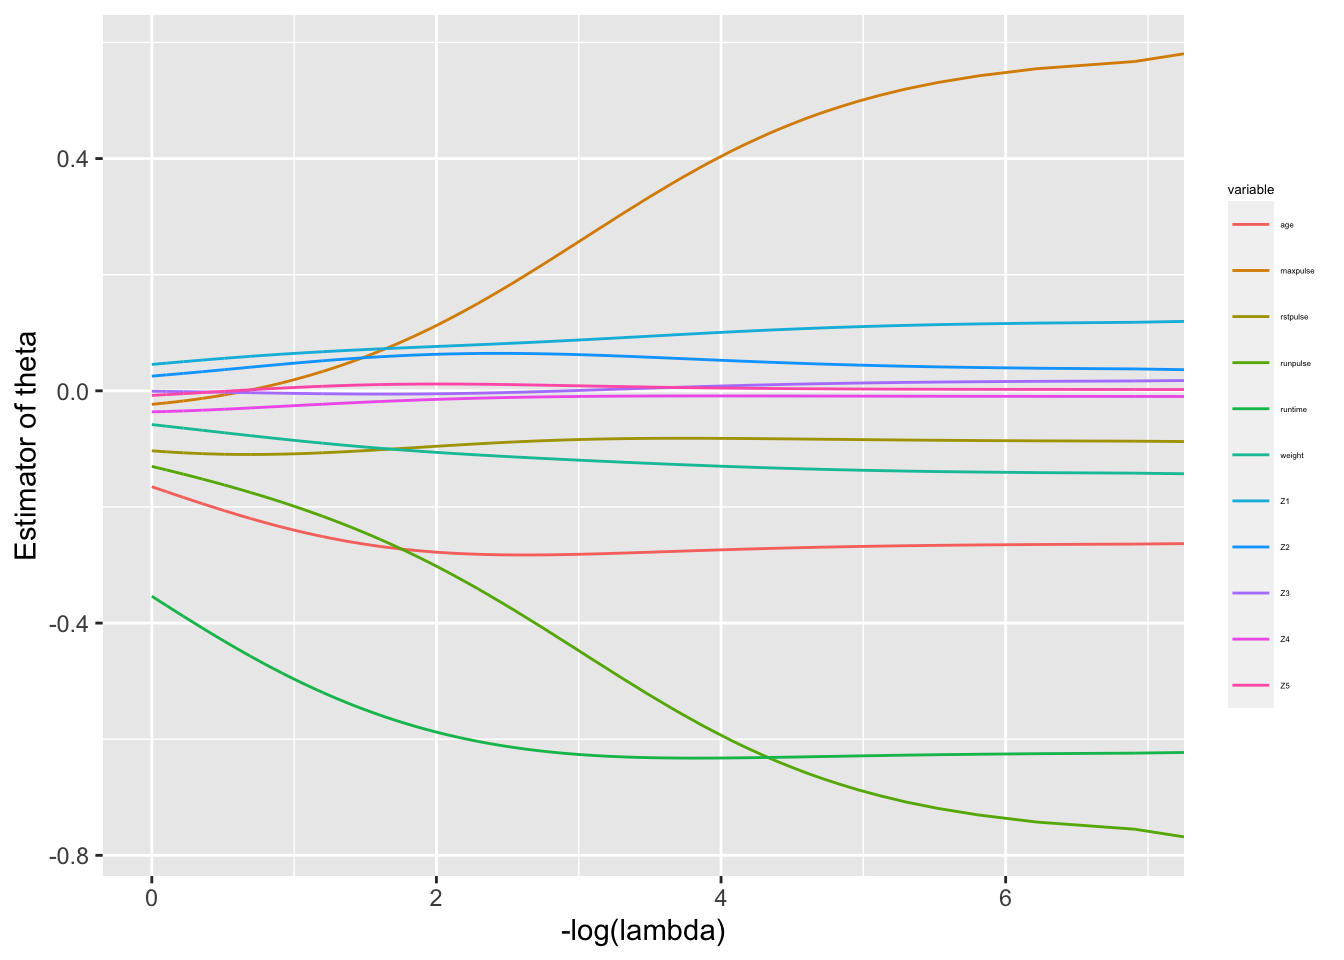 Estimator of theta
0.4
0.0
-0.4
-0.8
0
2
4
6
-log(lambda)
variable
age
maxpulse
rstpulse
runpulse
runtime
weight
Z1
Z2
Z3
Z4
Z5